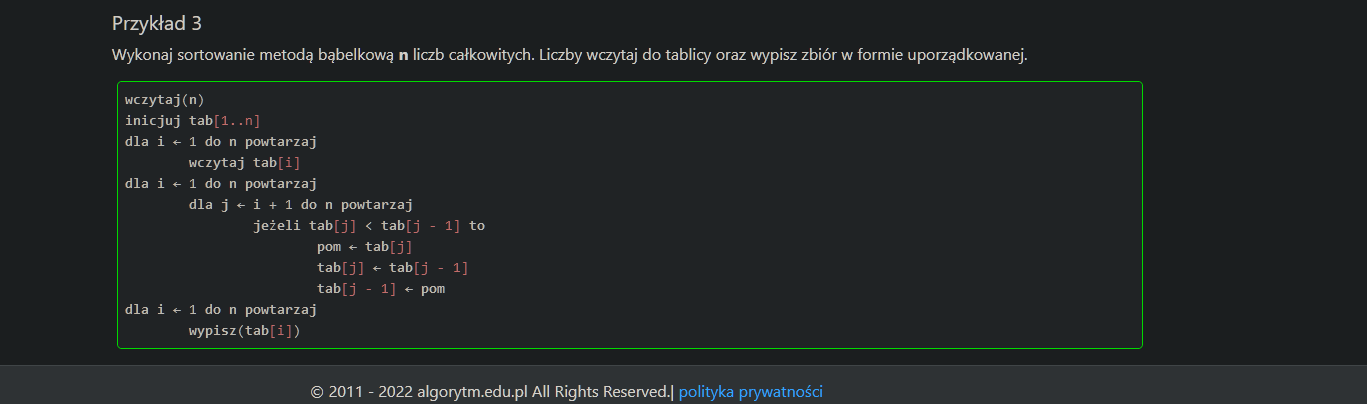 Przykład 3
Wykonaj sortowanie metodą bąbelkową n liczb całkowitych. Liczby wczytaj do tablicy oraz wypisz zbiór w formie uporządkowanej.
wczytaj(n)
inicjuj tab[1..n]
dla i ← 1 do n powtarzaj
        wczytaj tab[i]
dla i ← 1 do n powtarzaj
        dla j ← i + 1 do n powtarzaj
                jeżeli tab[j] < tab[j - 1] to
                        pom ← tab[j]
                        tab[j] ← tab[j - 1]
                        tab[j - 1] ← pom
dla i ← 1 do n powtarzaj
        wypisz(tab[i])
© 2011 - 2022 algorytm.edu.pl All Rights Reserved.| polityka prywatności